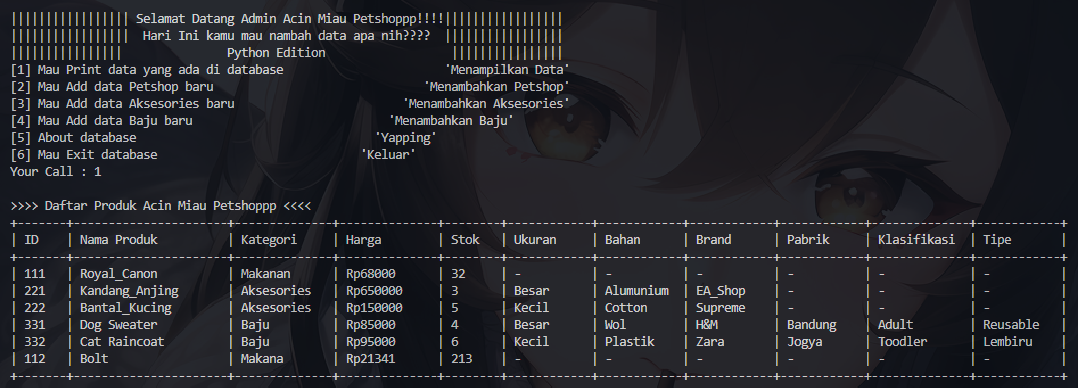 ||||||||||||||||| Selamat Datang Admin Acin Miau Petshoppp!!!!|||||||||||||||||
|||||||||||||||||  Hari Ini kamu mau nambah data apa nih????  |||||||||||||||||
||||||||||||||||               Python Edition                  ||||||||||||||||
[1] Mau Print data yang ada di database                       'Menampilkan Data'
[2] Mau Add data Petshop baru                              'Menambahkan Petshop'
[3] Mau Add data Aksesories baru                        'Menambahkan Aksesories'
[4] Mau Add data Baju baru                            'Menambahkan Baju'
[5] About database                                  'Yapping'
[6] Mau Exit database                             'Keluar'
Your Call : 1
>>>> Daftar Produk Acin Miau Petshoppp <<<<
+-------+----------------------+--------------+--------------+--------+------------+------------+------------+------------+--------------+------------+
| ID    | Nama Produk          | Kategori     | Harga        | Stok   | Ukuran     | Bahan      | Brand      | Pabrik     | Klasifikasi  | Tipe       |
+-------+----------------------+--------------+--------------+--------+------------+------------+------------+------------+--------------+------------+
| 111   | Royal_Canon          | Makanan      | Rp68000      | 32     | -          | -          | -          | -          | -            | -          |
| 221   | Kandang_Anjing       | Aksesories   | Rp650000     | 3      | Besar      | Alumunium  | EA_Shop    | -          | -            | -          |
| 222   | Bantal_Kucing        | Aksesories   | Rp150000     | 5      | Kecil      | Cotton     | Supreme    | -          | -            | -          |
| 331   | Dog Sweater          | Baju         | Rp85000      | 4      | Besar      | Wol        | H&M        | Bandung    | Adult        | Reusable   |
| 332   | Cat Raincoat         | Baju         | Rp95000      | 6      | Kecil      | Plastik    | Zara       | Jogya      | Toodler      | Lembiru    |
| 112   | Bolt                 | Makana       | Rp21341      | 213    | -          | -          | -          | -          | -            | -          |
+-------+----------------------+--------------+--------------+--------+------------+------------+------------+------------+--------------+------------+